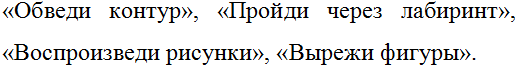 «Обведи контур», «Пройди через лабиринт»,
«Воспроизведи рисунки», «Вырежи фигуры».